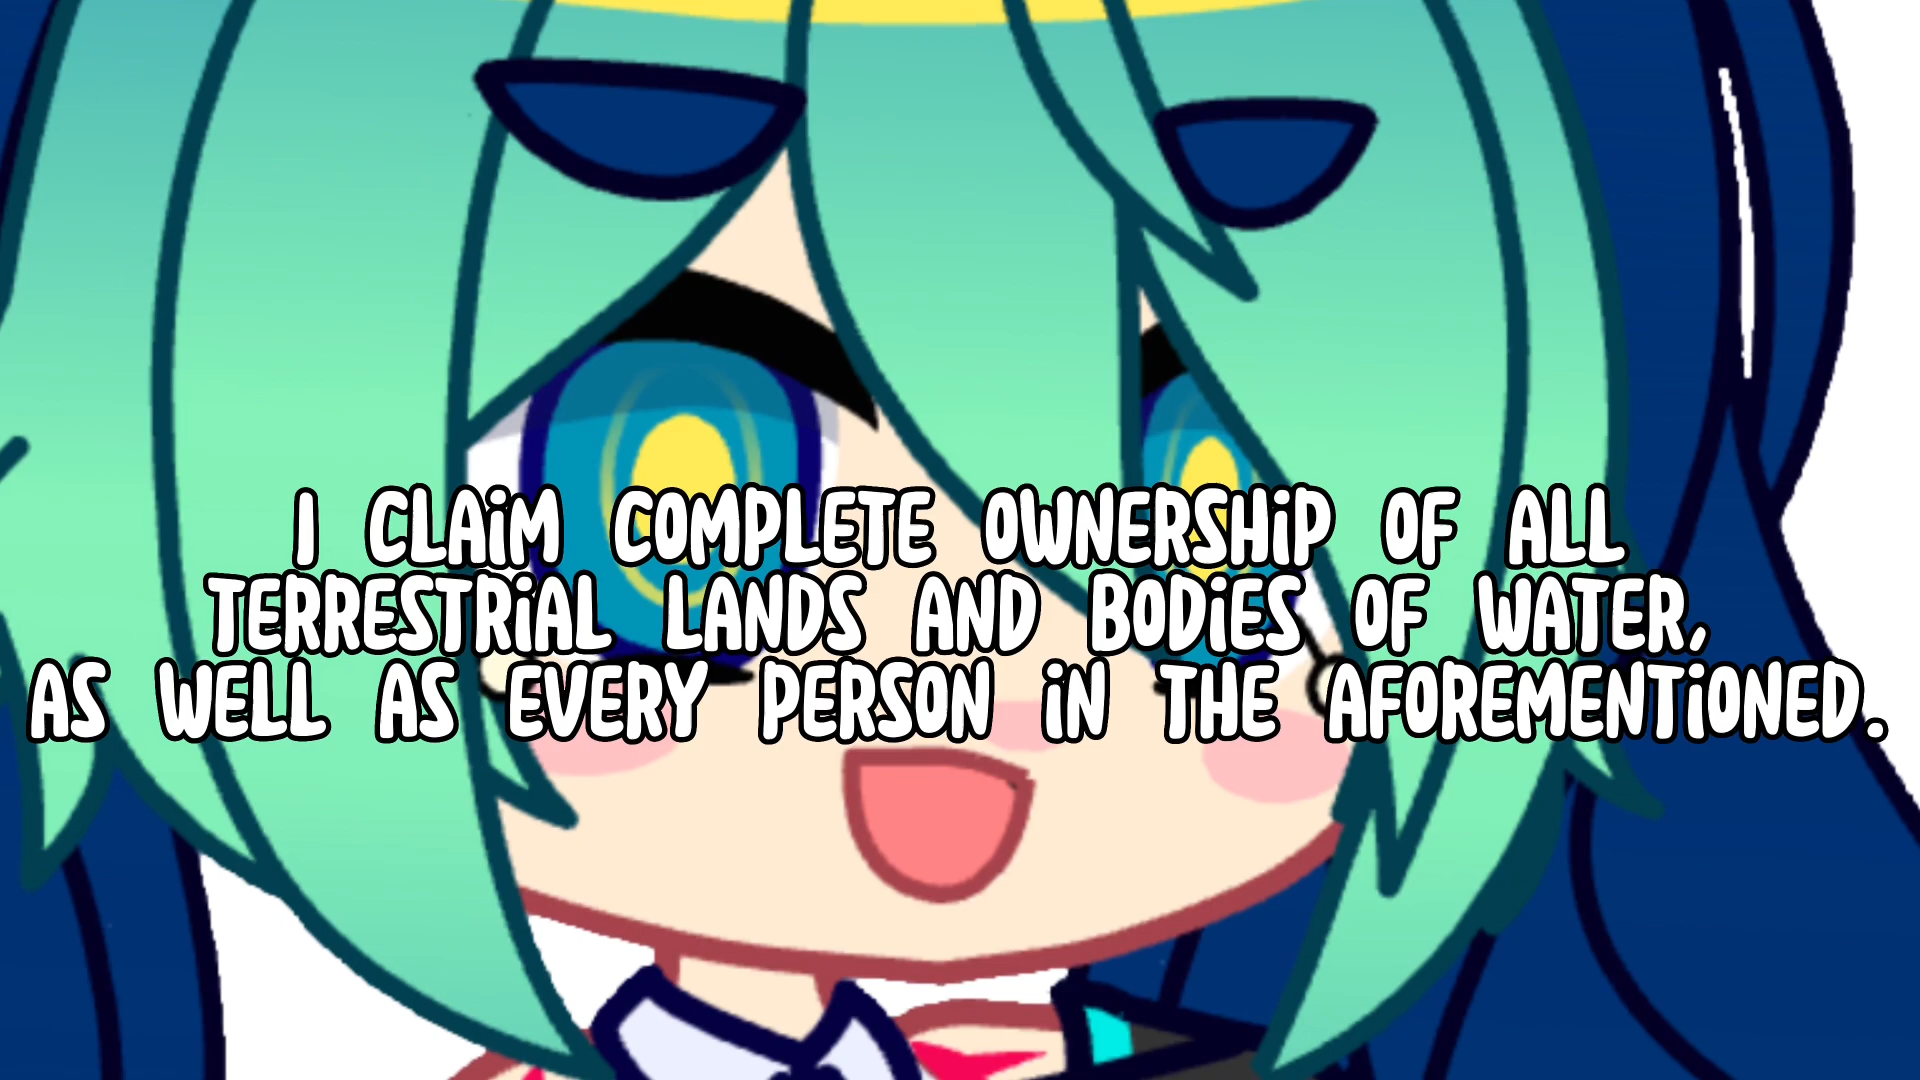 I CLAiM COMPLETE OWNERSHiP OF ALL
TERRESTRiAL LANDS AND BODiES OF WATER,
AS WELL AS EVERY PERSON iN THE AFOREMENTiONED.